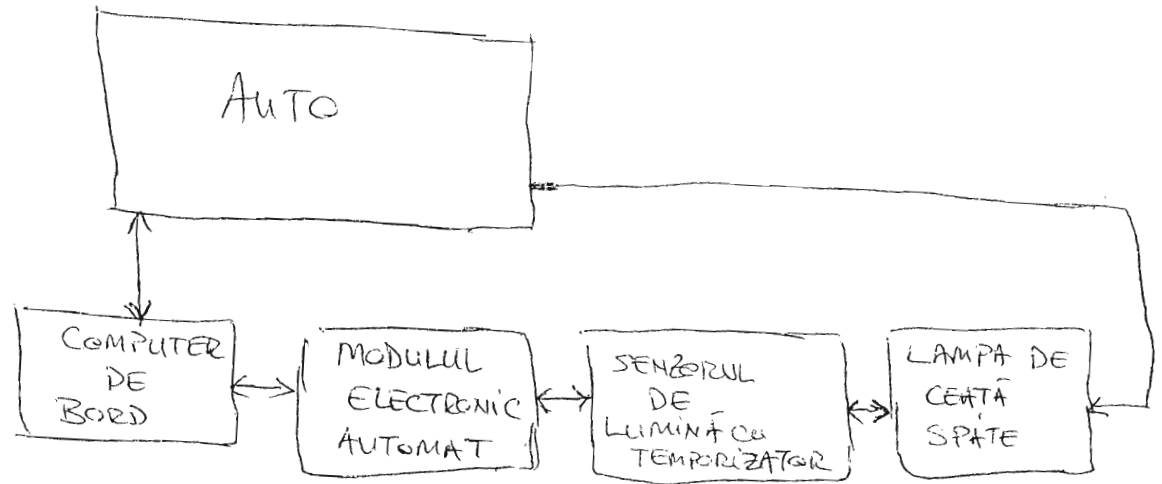 AUTO
COMPUTER
DE
BORD
MODULUL
ELECTRONIC
AUTOMAT
SENZORUL
DE
LUMINĂ CU
TEMPORIZATOR
LAMPA DE
CEAȚĂ
SPATE